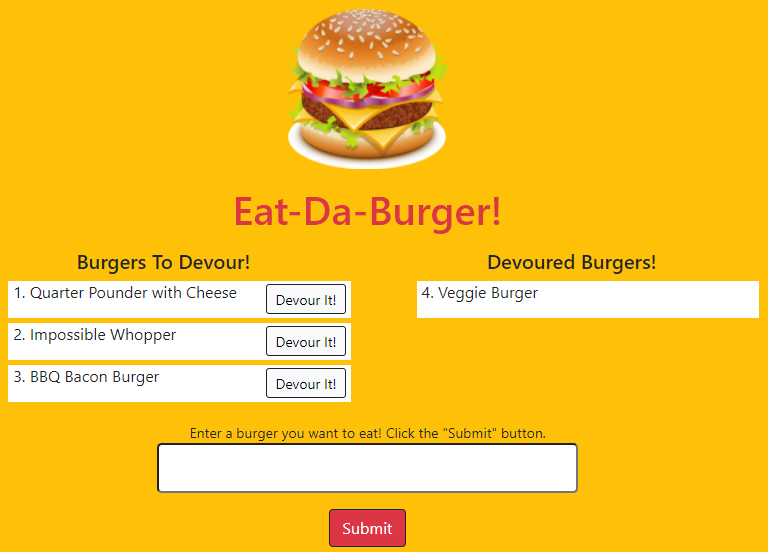 Eat-Da-Burger!
Burgers To Devour!
1. Quarter Pounder with Cheese Devour It!
2. Impossible Whopper Devour It!
3. BBQ Bacon Burger Devour It!
Devoured Burgers!
4. Veggie Burger
Enter a burger you want to eat! Click the "Submit" button.
Submit